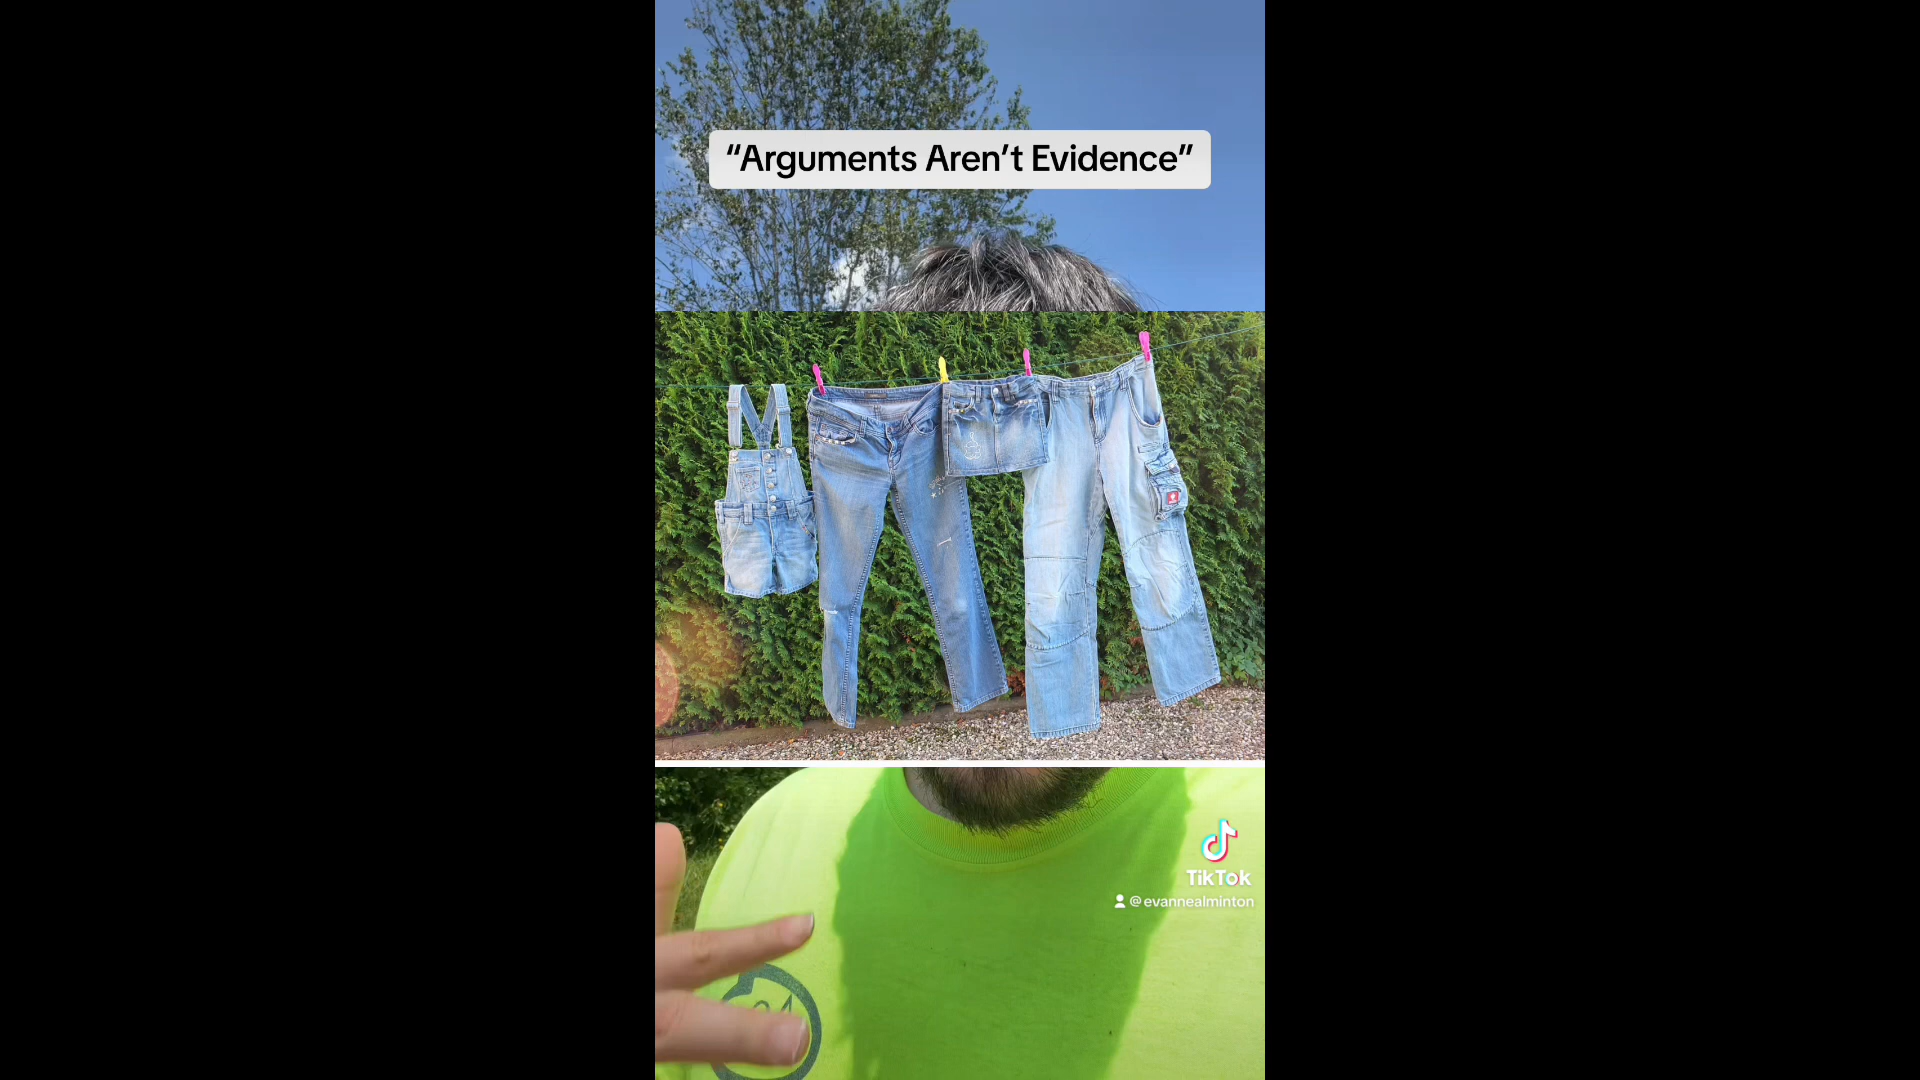 “Arguments Aren’t Evidence”
TikTok
@evannealminton